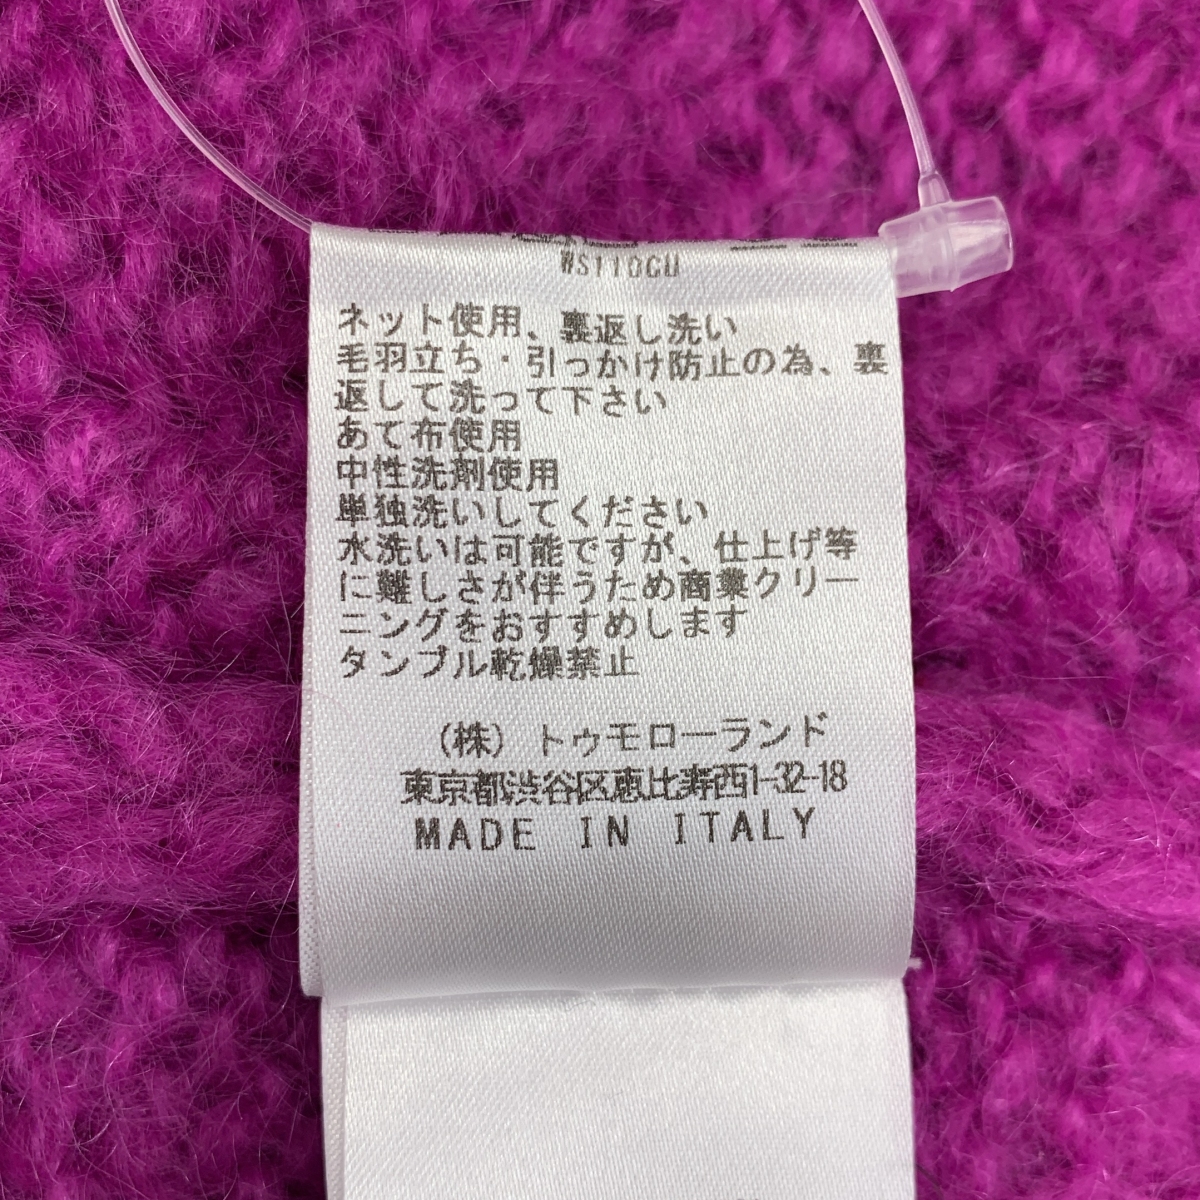 WS110CU
ネット使用、裏返し洗い
毛羽立ち・引っかけ防止の為、裏
返して洗って下さい
あて布使用
中性洗剤使用
単独洗いしてください
水洗いは可能ですが、仕上げ等
に難しさが伴うため商業クリー
ニングをおすすめします
タンブル乾燥禁止
(株) トゥモローランド
東京都渋谷区恵比寿西1-32-18
MADE IN ITALY